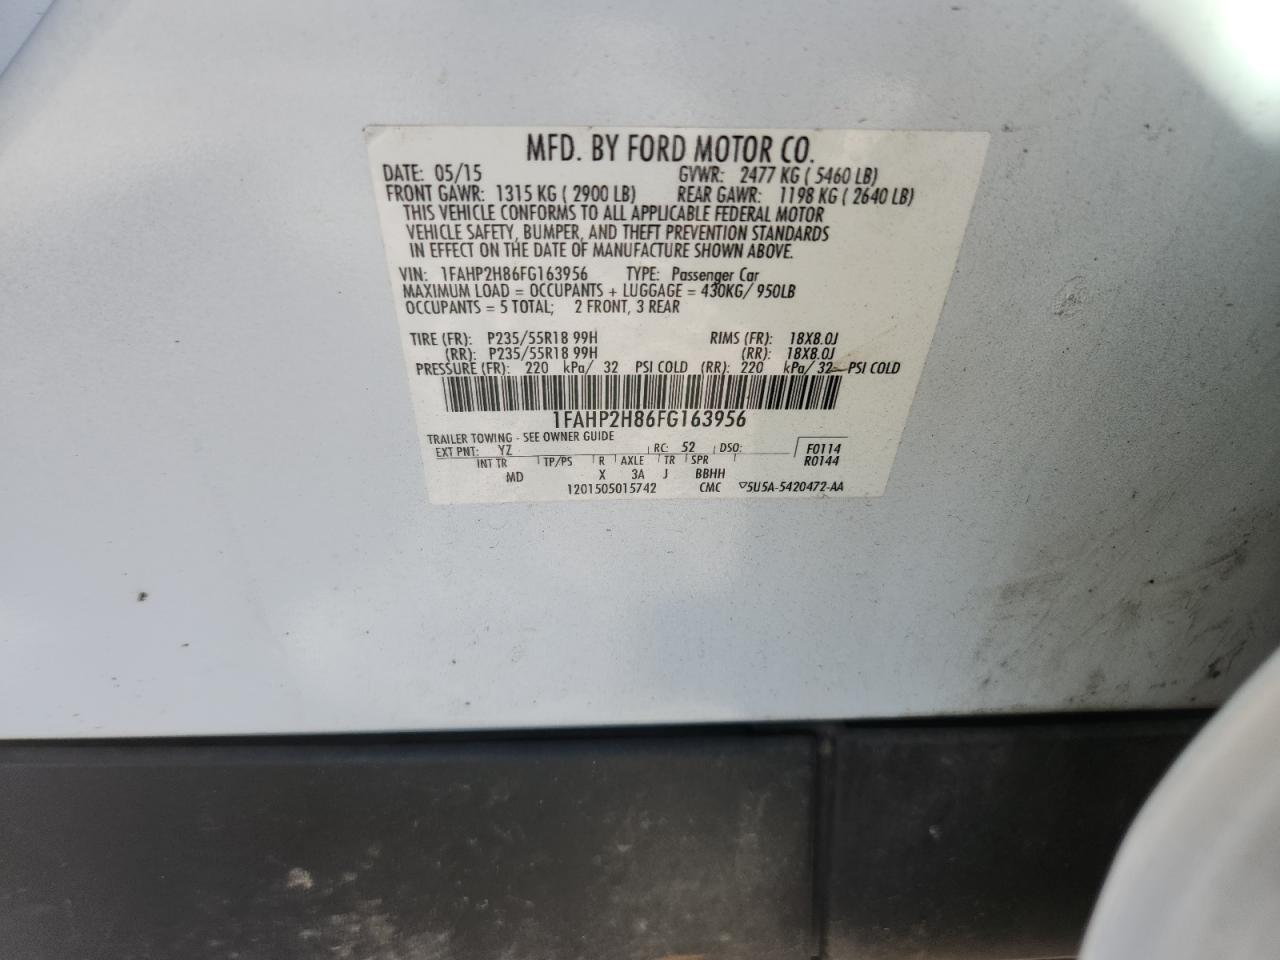 MFD. BY FORD MOTOR CO.
DATE: 05/15 GVWR: 2477 KG ( 5460 LB)
FRONT GAWR: 1315 KG ( 2900 LB) REAR GAWR: 1198 KG ( 2640 LB)
THIS VEHICLE CONFORMS TO ALL APPLICABLE FEDERAL MOTOR
VEHICLE SAFETY, BUMPER, AND THEFT PREVENTION STANDARDS
IN EFFECT ON THE DATE OF MANUFACTURE SHOWN ABOVE.
VIN: 1FAHP2H86FG163956 TYPE: Passenger Car
MAXIMUM LOAD = OCCUPANTS + LUGGAGE = 430KG/ 950LB
OCCUPANTS = 5 TOTAL; 2 FRONT, 3 REAR
TIRE (FR): P235/55R18 99H RIMS (FR): 18X8.0J
(RR): P235/55R18 99H (RR): 18X8.0J
PRESSURE (FR): 220 kPa/ 32 PSI COLD (RR): 220 kPa/ 32 PSI COLD
1FAHP2H86FG163956
TRAILER TOWING - SEE OWNER GUIDE
EXT PNT: YZ RC: 52 DSO: F0114
INT TR TP/PS R AXLE TR SPR R0144
MD X 3A J BBHH
1201505015742 CMC ▽5U5A-5420472-AA